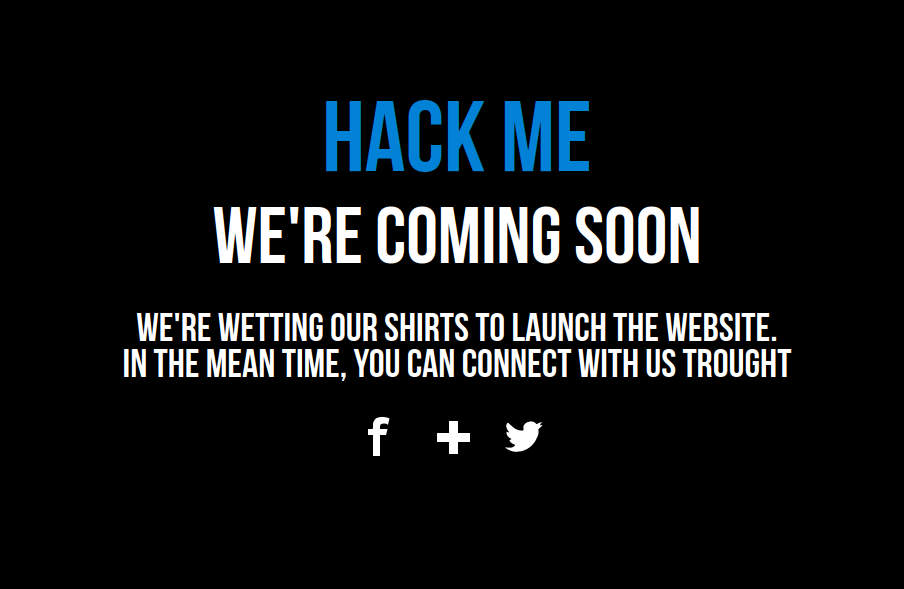 HACK ME
WE'RE COMING SOON
WE'RE WETTING OUR SHIRTS TO LAUNCH THE WEBSITE.
IN THE MEAN TIME, YOU CAN CONNECT WITH US TROUGHT